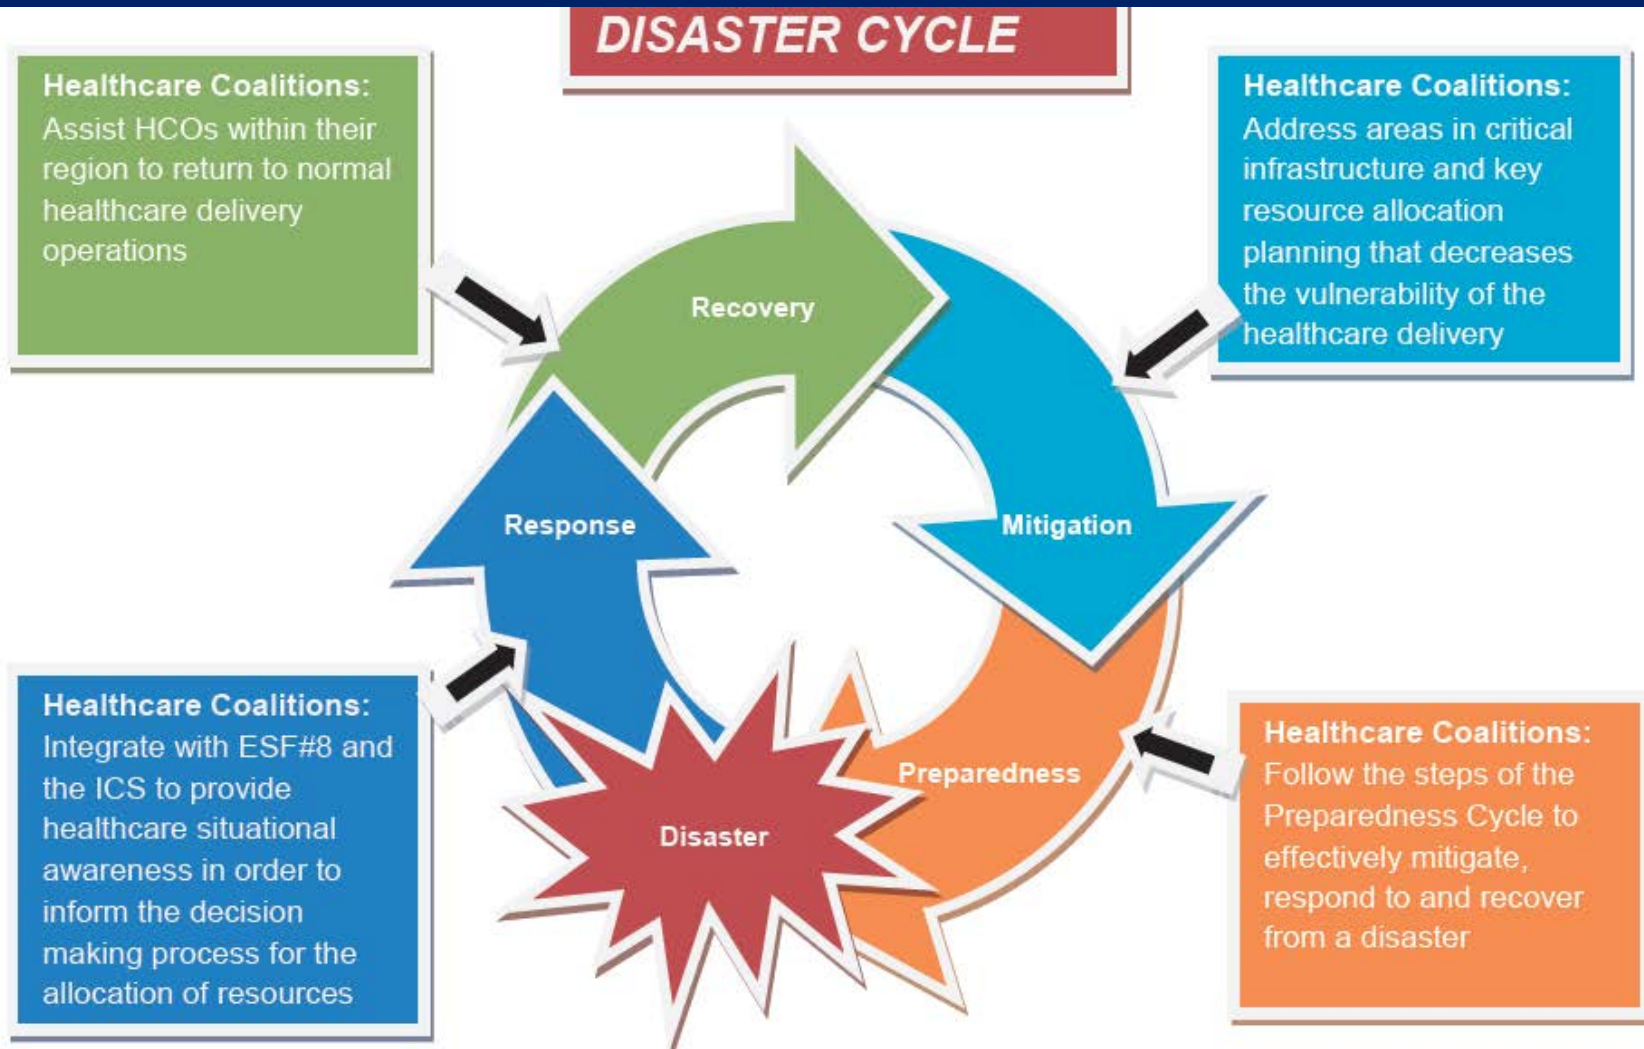 DISASTER CYCLE
Healthcare Coalitions:
Assist HCOs within their
region to return to normal
healthcare delivery
operations
Healthcare Coalitions:
Address areas in critical
infrastructure and key
resource allocation
planning that decreases
the vulnerability of the
healthcare delivery
Recovery
Response
Mitigation
Healthcare Coalitions:
Integrate with ESF#8 and
the ICS to provide
healthcare situational
awareness in order to
inform the decision
making process for the
allocation of resources
Disaster
Preparedness
Healthcare Coalitions:
Follow the steps of the
Preparedness Cycle to
effectively mitigate,
respond to and recover
from a disaster